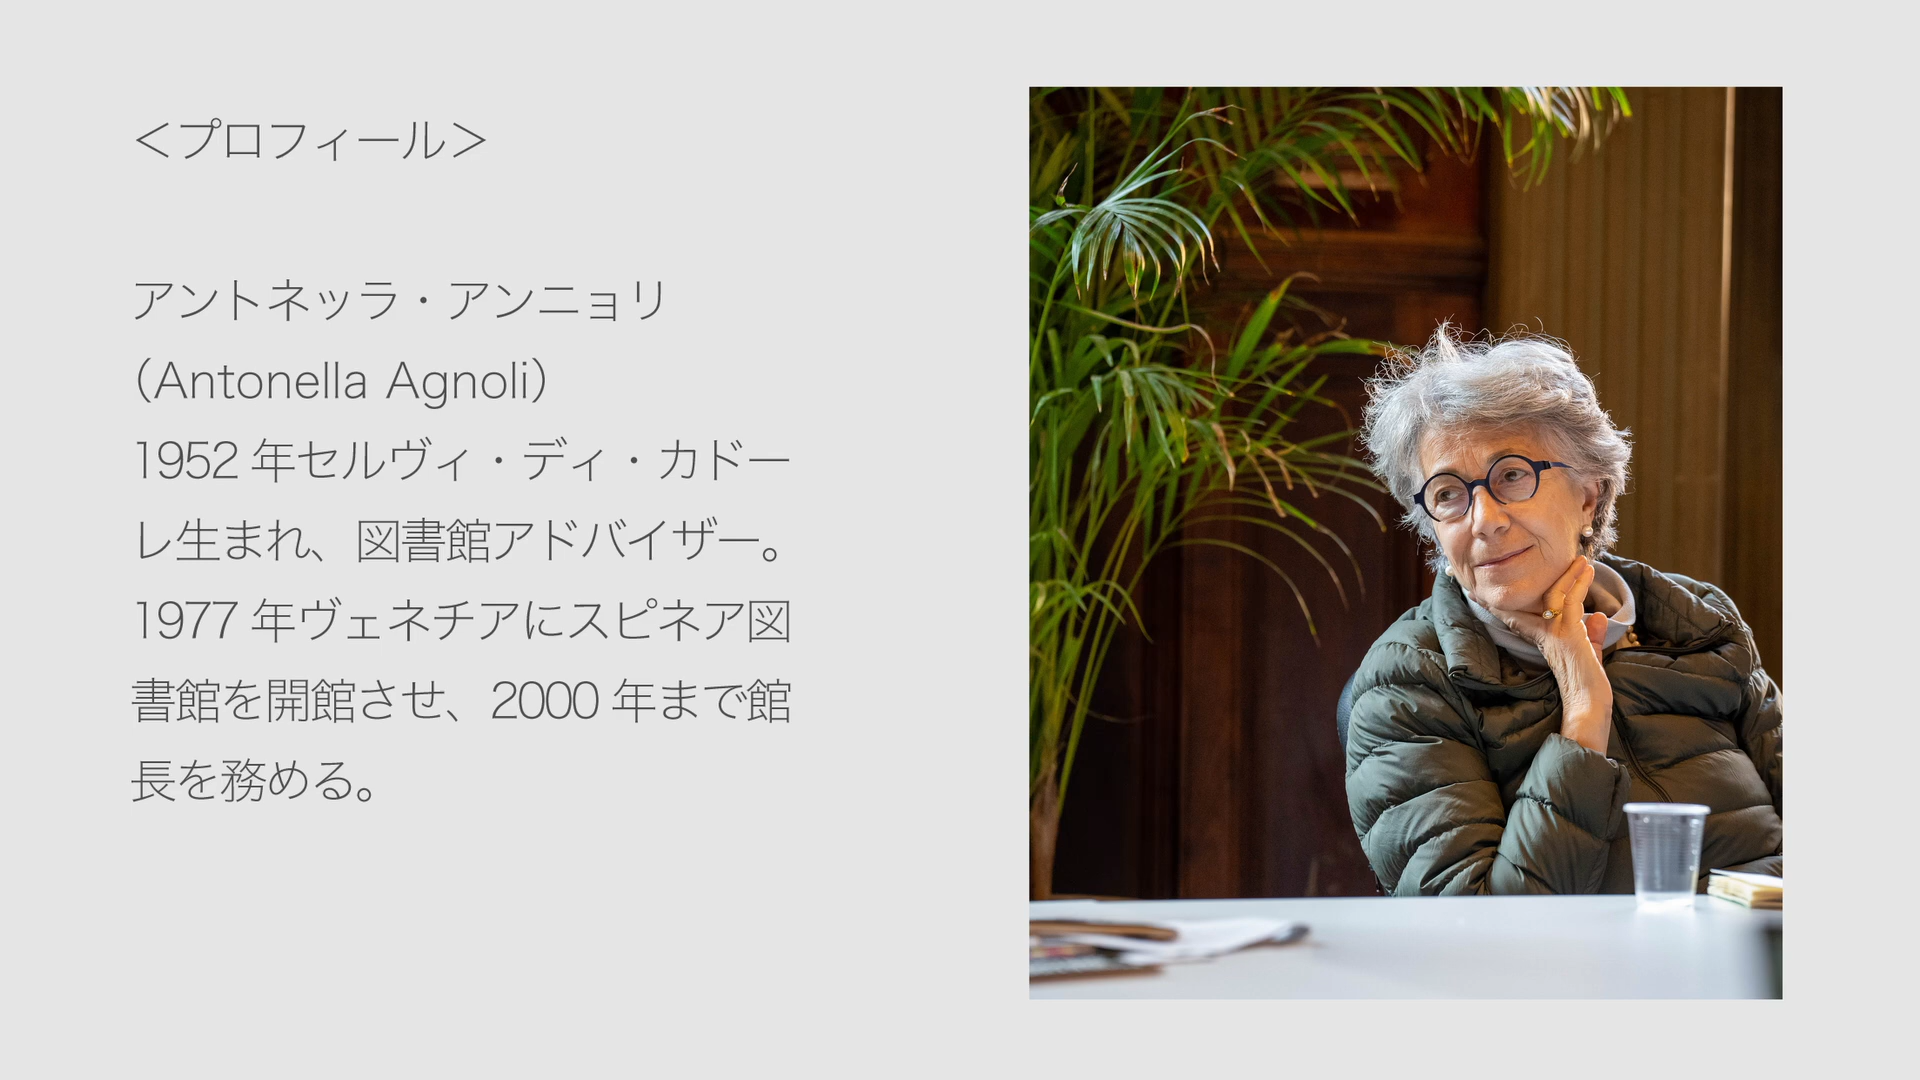 ＜プロフィール＞
アントネッラ・アンニョリ
（Antonella Agnoli）
1952 年セルヴィ・ディ・カドー
レ生まれ、図書館アドバイザー。
1977 年ヴェネチアにスピネア図
書館を開館させ、2000 年まで館
長を務める。